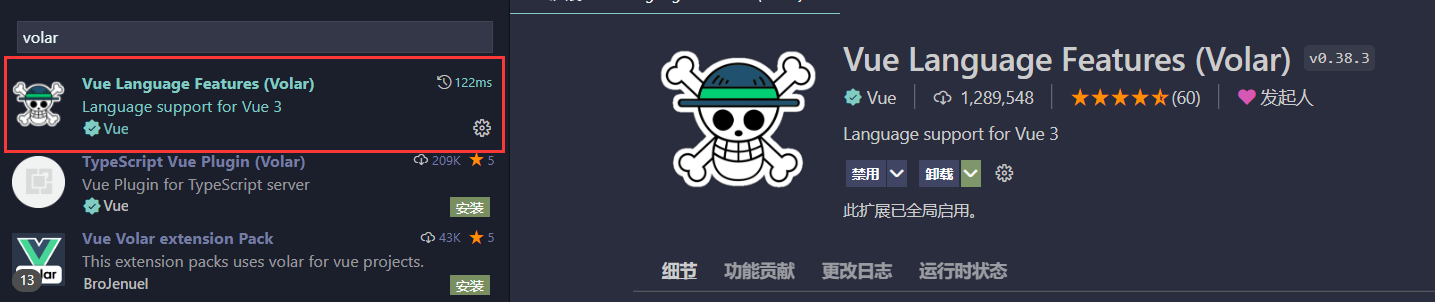 volar
Vue Language Features (Volar)
122ms
Language support for Vue 3
Vue
TypeScript Vue Plugin (Volar)
209K
5
Vue Plugin for TypeScript server
Vue
安装
Vue Volar extension Pack
43K
5
This extension packs uses volar for vue projects.
BroJenuel
安装
13
olar
Vue Language Features (Volar)
v0.38.3
Vue
1,289,548
(60)
发起人
Language support for Vue 3
禁用
卸载
此扩展已全局启用。
细节
功能贡献
更改日志
运行时状态